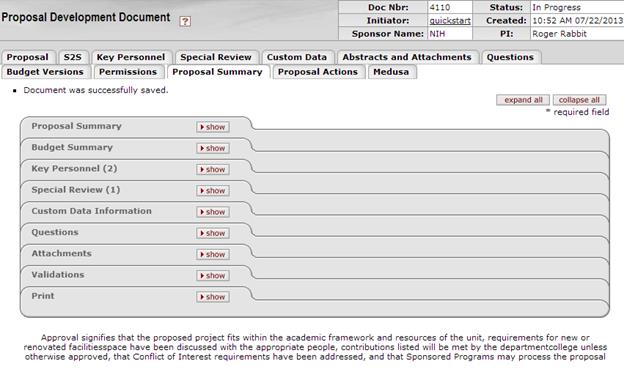 Proposal Development Document ?
Doc Nbr: 4110 Status: In Progress
Initiator: quickstart Created: 10:52 AM 07/22/2013
Sponsor Name: NIH PI: Roger Rabbit
Proposal S2S Key Personnel Special Review Custom Data Abstracts and Attachments Questions
Budget Versions Permissions Proposal Summary Proposal Actions Medusa
Document was successfully saved.
expand all collapse all
* required field
Proposal Summary show
Budget Summary show
Key Personnel (2) show
Special Review (1) show
Custom Data Information show
Questions show
Attachments show
Validations show
Print show
Approval signifies that the proposed project fits within the academic framework and resources of the unit, requirements for new or
renovated facilitiesspace have been discussed with the appropriate people, contributions listed will be met by the departmentcollege unless
otherwise approved, that Conflict of Interest requirements have been addressed, and that Sponsored Programs may process the proposal